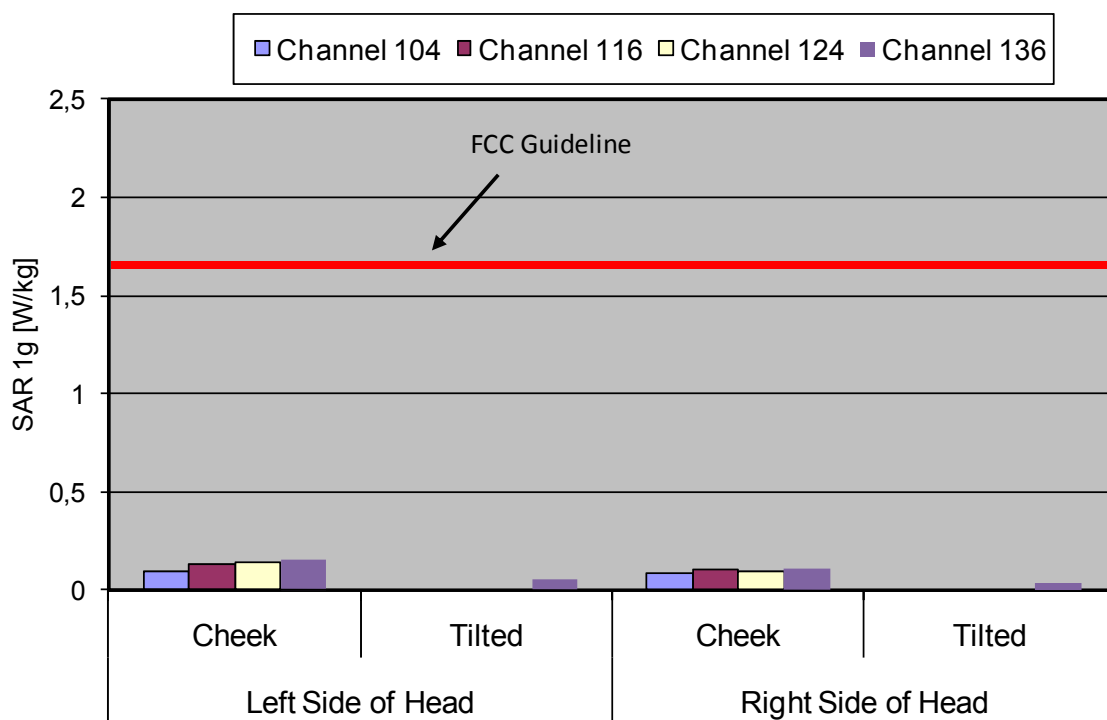 Channel 104 Channel 116 Channel 124 Channel 136
2,5
FCC Guideline
2
1,5
1
0,5
0
SAR 1g [W/kg]
Cheek Tilted Cheek Tilted
Left Side of Head Right Side of Head